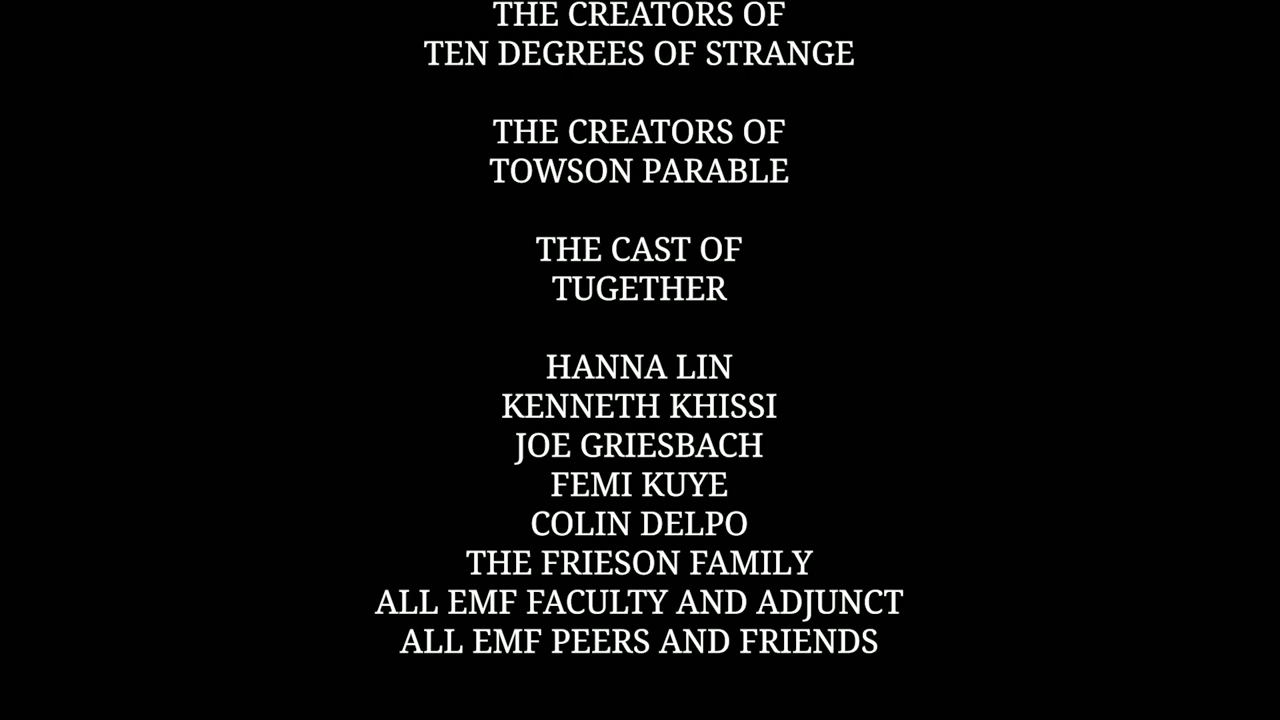 THE CREATORS OF
TEN DEGREES OF STRANGE
THE CREATORS OF
TOWSON PARABLE
THE CAST OF
TUGETHER
HANNA LIN
KENNETH KHISSI
JOE GRIESBACH
FEMI KUYE
COLIN DELPO
THE FRIESON FAMILY
ALL EMF FACULTY AND ADJUNCT
ALL EMF PEERS AND FRIENDS